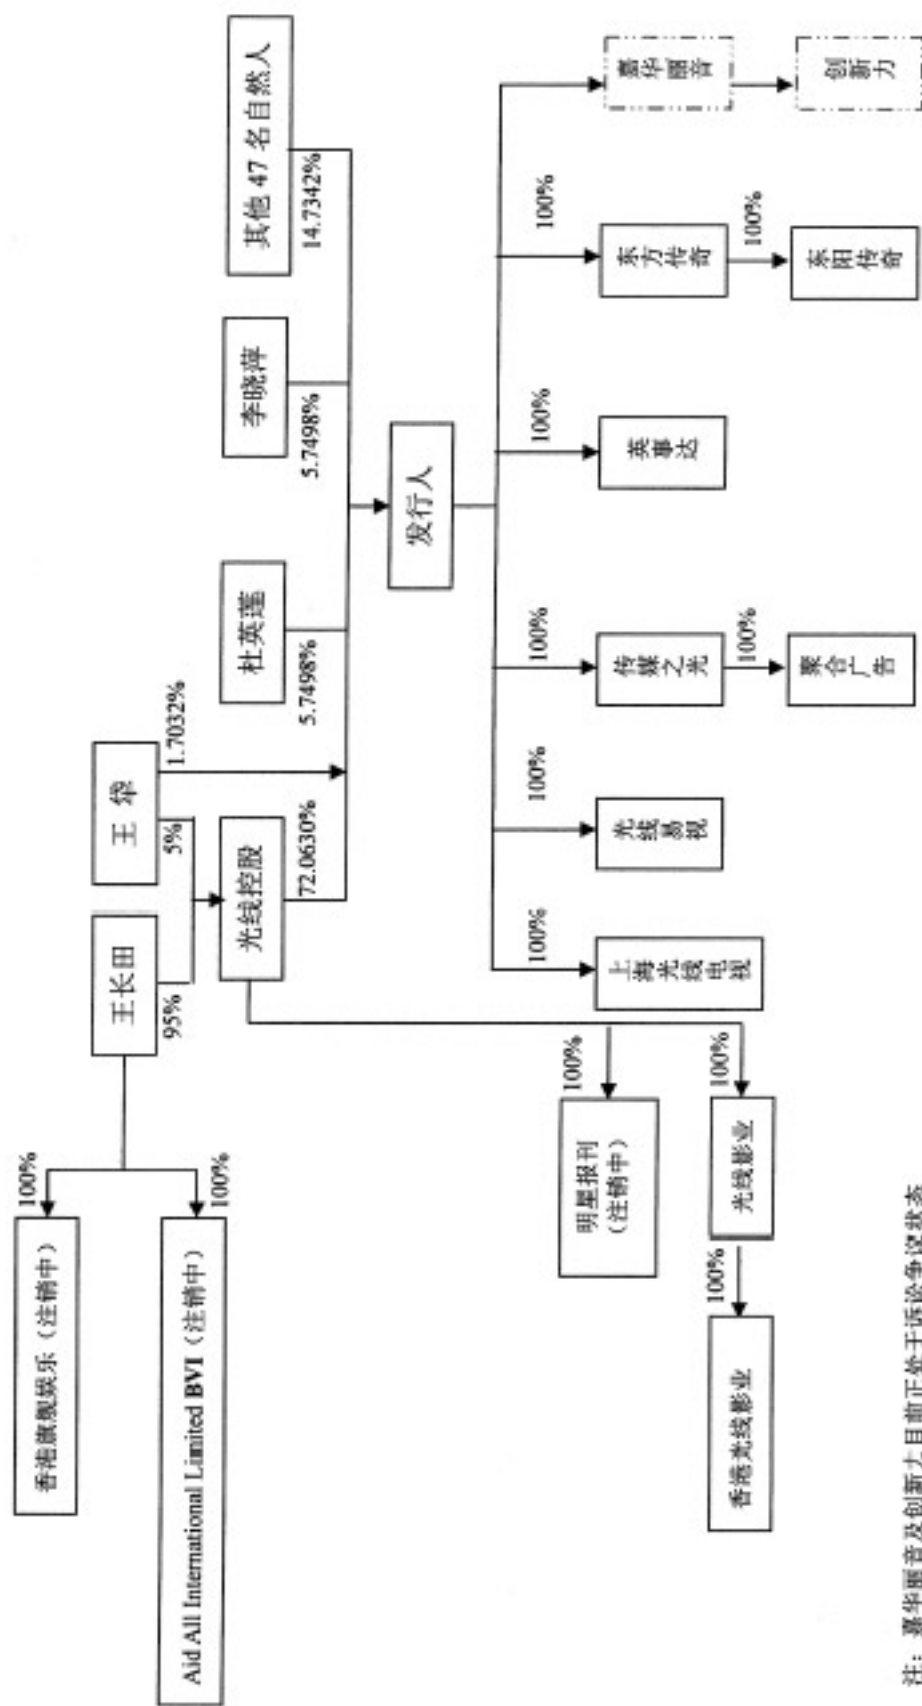 王长田
王 牮
95%
5%
1.7032%
香港旗舰娱乐（注销中）
100%
Aid All International Limited BVI（注销中）
100%
光线控股
杜英莲
李晓萍
其他 47 名自然人
72.0630%
5.7498%
5.7498%
14.7342%
发行人
明星报刊
（注销中）
100%
光线影业
100%
香港光线影业
100%
上海光线电视
100%
光线易视
100%
传媒之光
100%
英事达
100%
东方传奇
100%
嘉华丽音
聚合广告
100%
东阳传奇
100%
创新力
注：嘉华丽音及创新力目前正处于诉讼争议状态